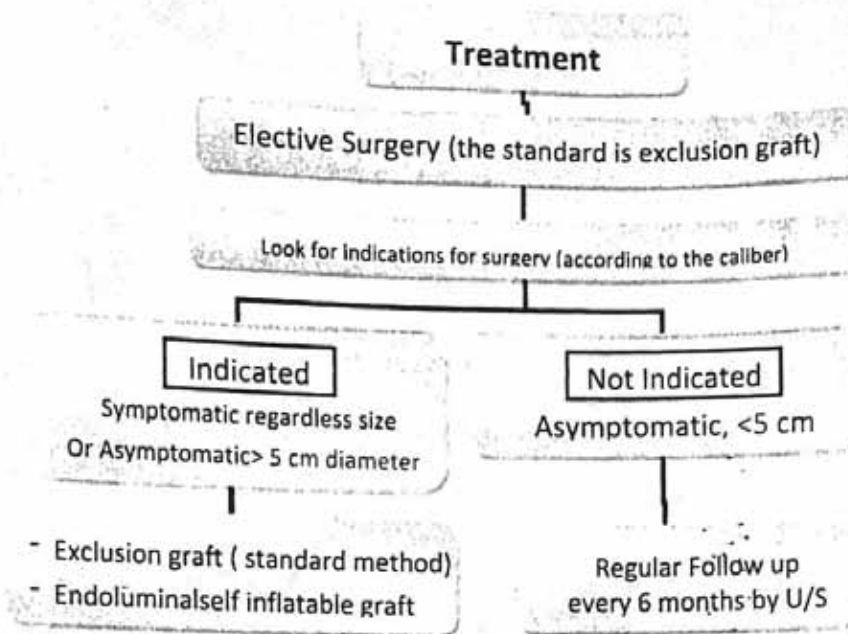 Treatment
Elective Surgery (the standard is exclusion graft)
Look for indications for surgery (according to the caliber)
Indicated
Symptomatic regardless size
Or Asymptomatic> 5 cm diameter
Not Indicated
Asymptomatic, <5 cm
- Exclusion graft ( standard method)
- Endoluminalself inflatable graft
Regular Follow up
every 6 months by U/S